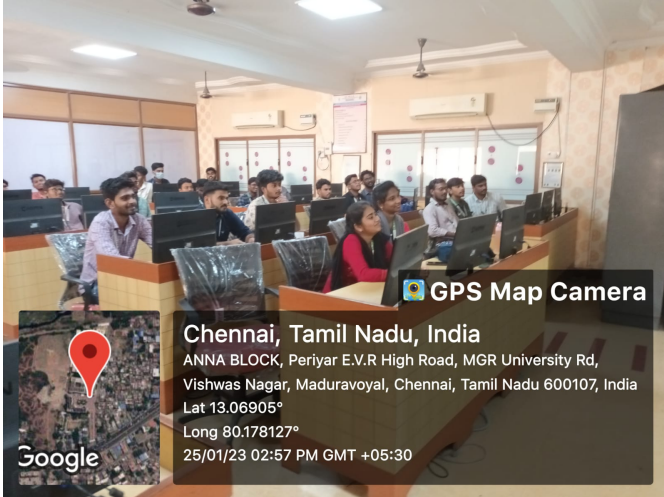 GPS Map Camera
Chennai, Tamil Nadu, India
ANNA BLOCK, Periyar E.V.R High Road, MGR University Rd,
Vishwas Nagar, Maduravoyal, Chennai, Tamil Nadu 600107, India
Lat 13.06905°
Long 80.178127°
25/01/23 02:57 PM GMT +05:30
Google